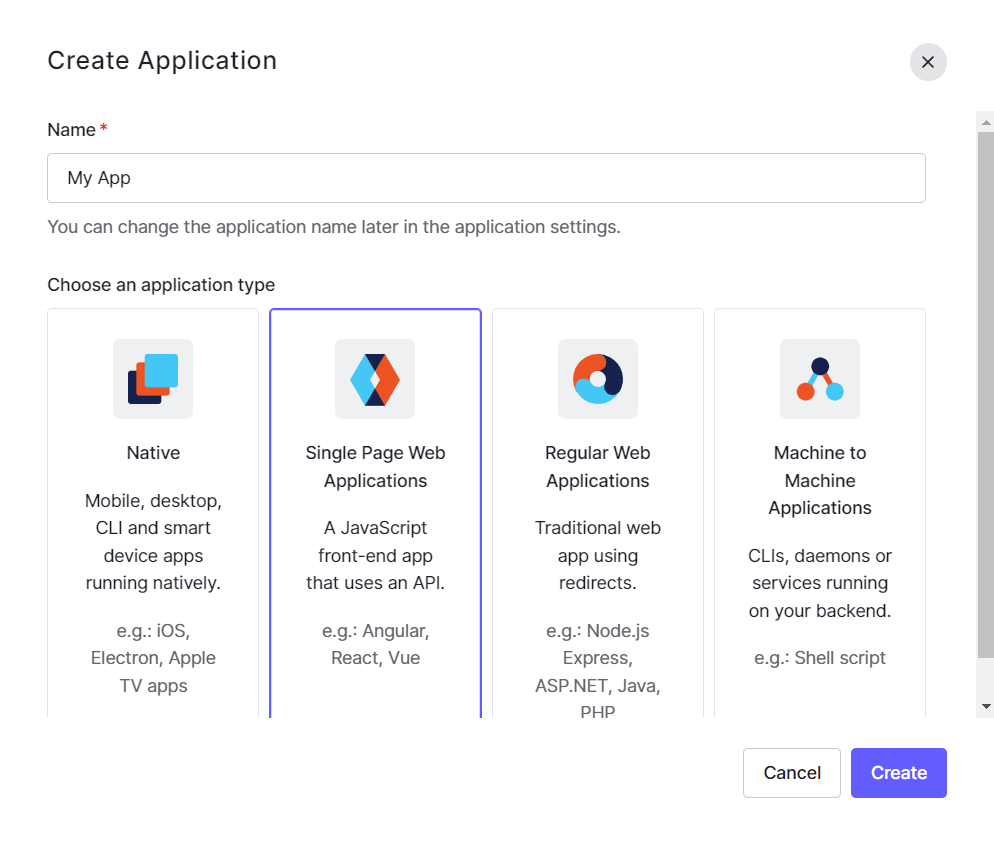 Create Application
Name *
My App
You can change the application name later in the application settings.
Choose an application type
Native
Mobile, desktop,
CLI and smart
device apps
running natively.
e.g.: iOS,
Electron, Apple
TV apps
Single Page Web
Applications
A JavaScript
front-end app
that uses an API.
e.g.: Angular,
React, Vue
Regular Web
Applications
Traditional web
app using
redirects.
e.g.: Node.js
Express,
ASP.NET, Java,
PHP
Machine to
Machine
Applications
CLIs, daemons or
services running
on your backend.
e.g.: Shell script
Cancel
Create